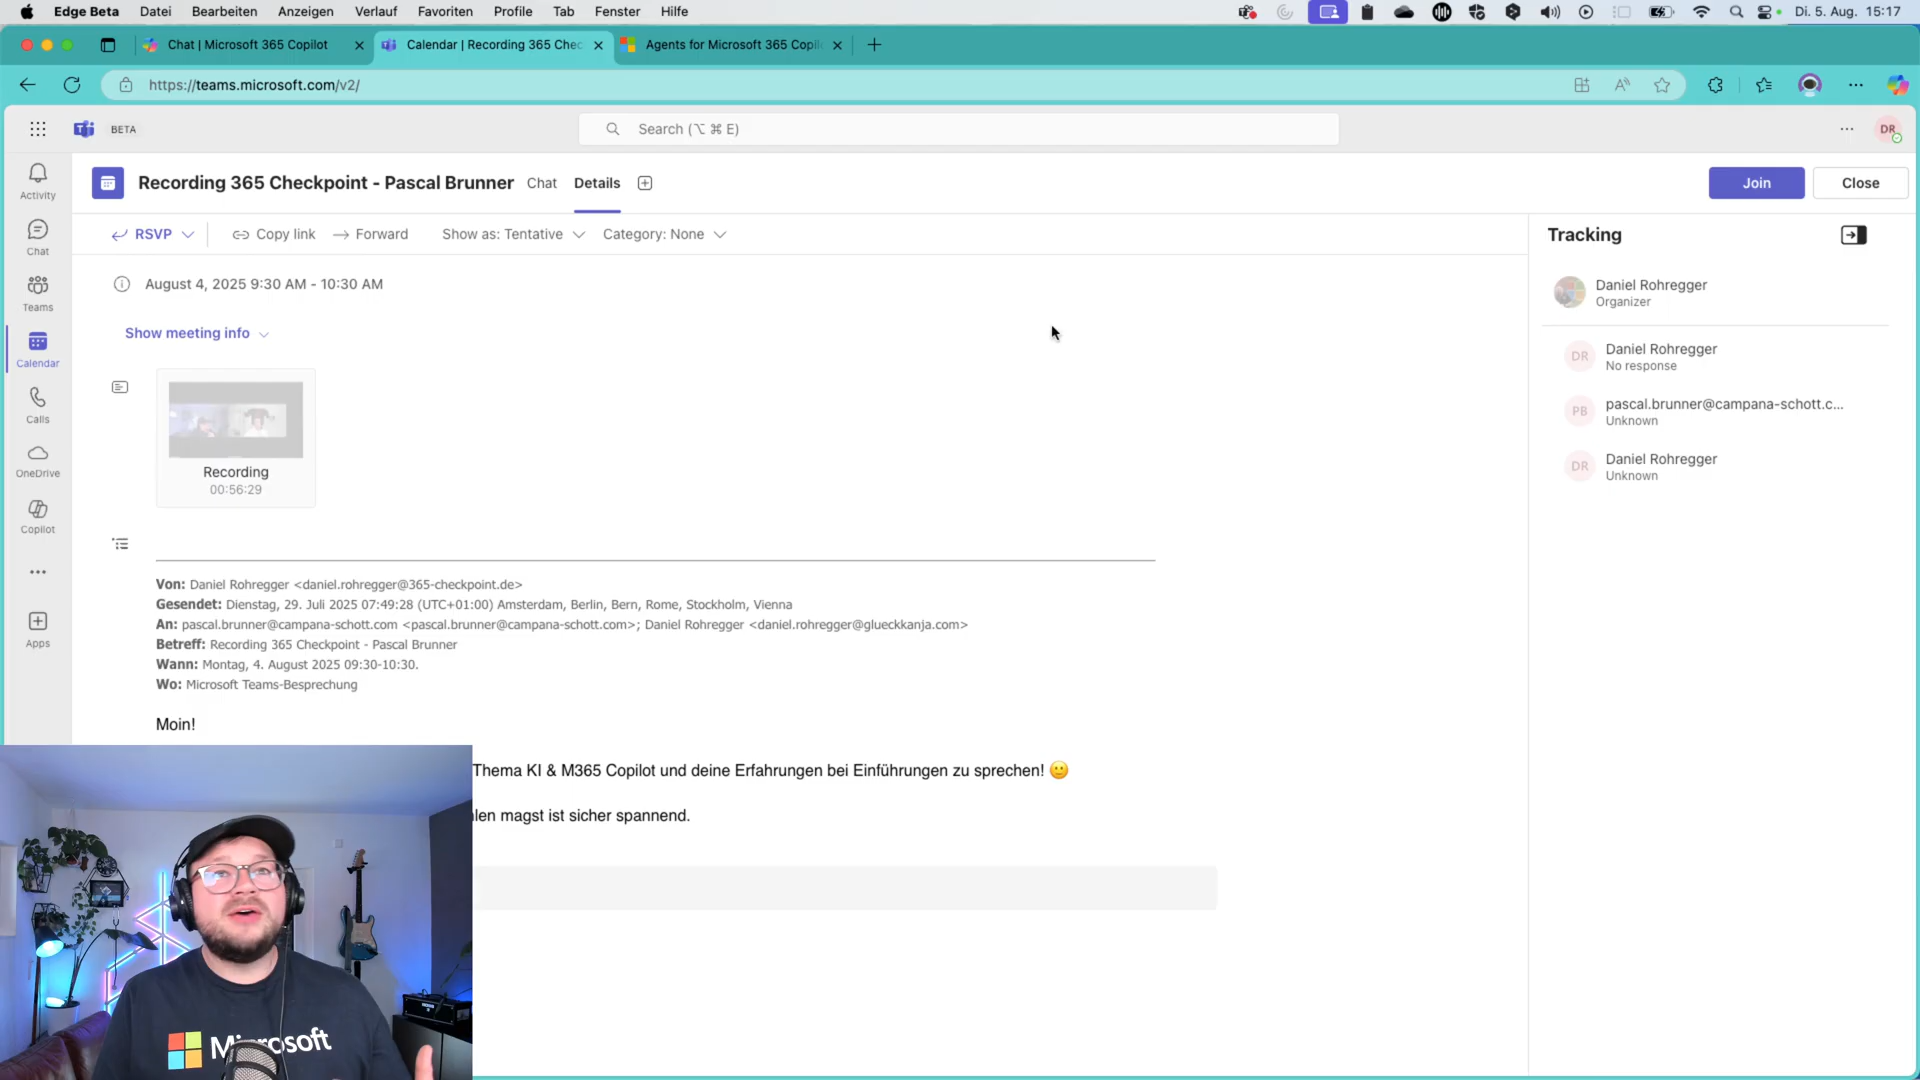 Edge Beta Datei Bearbeiten Anzeigen Verlauf Favoriten Profile Tab Fenster Hilfe Di. 5. Aug. 15:17
Chat | Microsoft 365 Copilot
Calendar | Recording 365 Chec
Agents for Microsoft 365 Copil
https://teams.microsoft.com/v2/
BETA
Search (⌥ ⌘ E)
DR
Activity
Chat
Teams
Calendar
Calls
OneDrive
Copilot
Apps
Recording 365 Checkpoint - Pascal Brunner Chat Details
Join Close
RSVP Copy link Forward Show as: Tentative Category: None
August 4, 2025 9:30 AM - 10:30 AM
Show meeting info
Recording
00:56:29
Von: Daniel Rohregger <daniel.rohregger@365-checkpoint.de>
Gesendet: Dienstag, 29. Juli 2025 07:49:28 (UTC+01:00) Amsterdam, Berlin, Bern, Rome, Stockholm, Vienna
An: pascal.brunner@campana-schott.com <pascal.brunner@campana-schott.com>; Daniel Rohregger <daniel.rohregger@glueckkanja.com>
Betreff: Recording 365 Checkpoint - Pascal Brunner
Wann: Montag, 4. August 2025 09:30-10:30.
Wo: Microsoft Teams-Besprechung
Moin!
Thema KI & M365 Copilot und deine Erfahrungen bei Einführungen zu sprechen! 🙂
len magst ist sicher spannend.
Tracking
Daniel Rohregger
Organizer
DR Daniel Rohregger
No response
PB pascal.brunner@campana-schott.c...
Unknown
DR Daniel Rohregger
Unknown
Microsoft